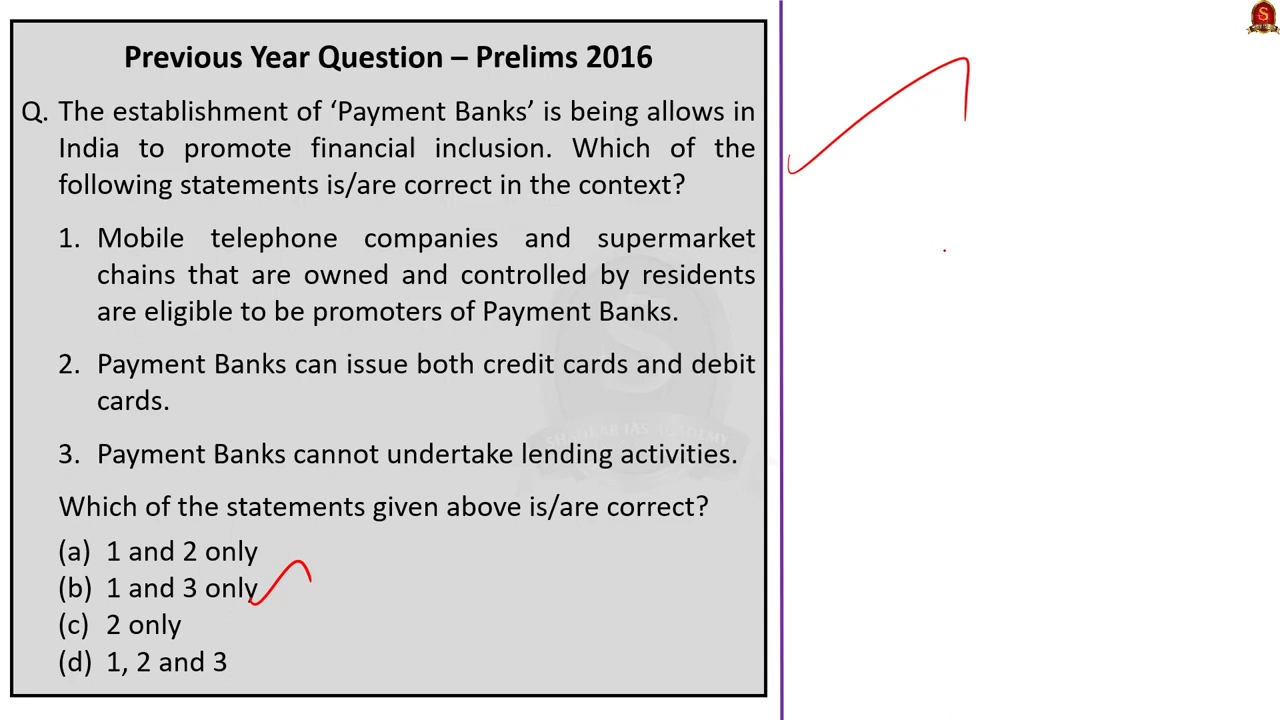 Previous Year Question – Prelims 2016
Q. The establishment of ‘Payment Banks’ is being allows in
India to promote financial inclusion. Which of the
following statements is/are correct in the context?
1. Mobile telephone companies and supermarket
chains that are owned and controlled by residents
are eligible to be promoters of Payment Banks.
2. Payment Banks can issue both credit cards and debit
cards.
3. Payment Banks cannot undertake lending activities.
Which of the statements given above is/are correct?
(a) 1 and 2 only
(b) 1 and 3 only
(c) 2 only
(d) 1, 2 and 3
S
SHANKAR IAS ACADEMY
S